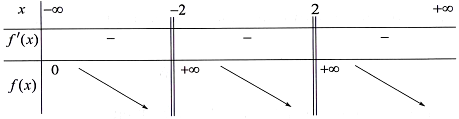 x −∞ −2 2 +∞
f′(x) − − −
f(x) 0 +∞ +∞